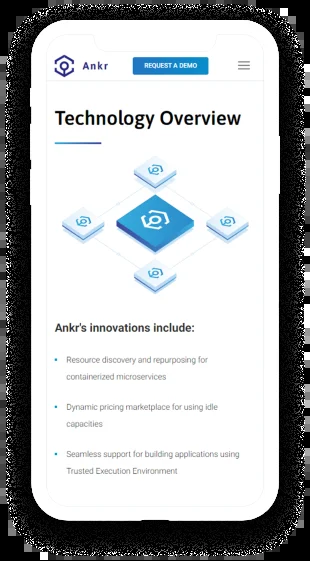 Ankr
REQUEST A DEMO
Technology Overview
Ankr's innovations include:
Resource discovery and repurposing for
containerized microservices
Dynamic pricing marketplace for using idle
capacities
Seamless support for building applications using
Trusted Execution Environment